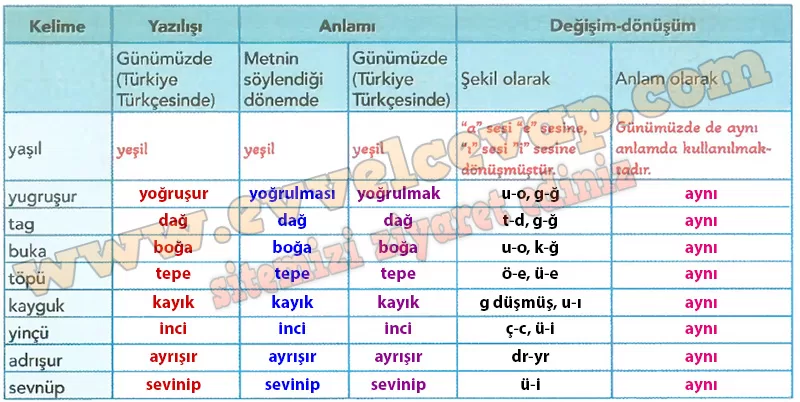 Kelime Yazılışı Anlamı Değişim-dönüşüm
Günümüzde Metnin Günümüzde
(Türkiye söylendiği (Türkiye Şekil olarak Anlam olarak
Türkçesinde) dönemde Türkçesinde)
"a" sesi "e" sesine, Günümüzde de aynı
yaşıl yeşil yeşil yeşil "ı" sesi "i" sesine anlamda kullanılmak-
dönüşmüştür. tadır.
yugruşur yoğruşur yoğrulması yoğrulmak u-o, g-ğ aynı
tag dağ dağ dağ t-d, g-ğ aynı
buka boğa boğa boğa u-o, k-ğ aynı
töpü tepe tepe tepe ö-e, ü-e aynı
kayguk kayık kayık kayık g düşmüş, u-ı aynı
yinçü inci inci inci ç-c, ü-i aynı
adrışur ayrışır ayrışır ayrışır dr-yr aynı
sevnüp sevinip sevinip sevinip ü-i aynı
www.evvelcevap.com
sitemizi ziyaret ediniz